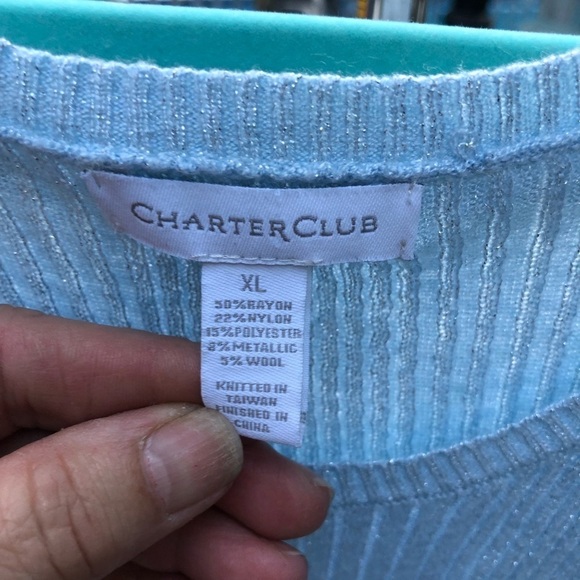 CHARTER CLUB
XL
50% RAYON
22% NYLON
15% POLYESTER
8% METALLIC
5% WOOL
KNITTED IN
TAIWAN
FINISHED IN
CHINA